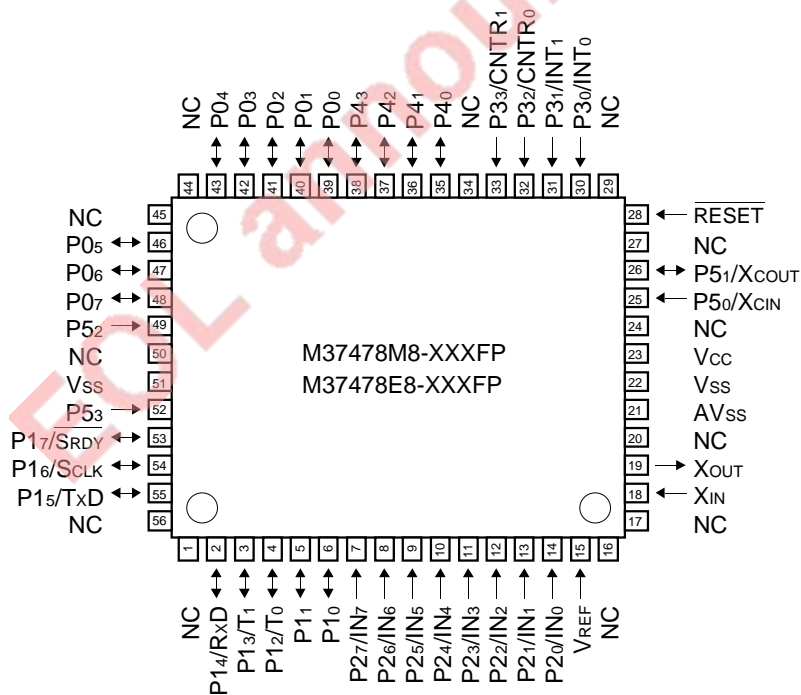 EOL annou
NC
P04
P03
P02
P01
P00
P43
P42
P41
P40
NC
P33/CNTR1
P32/CNTR0
P31/INT1
P30/INT0
NC
44 43 42 41 40 39 38 37 36 35 34 33 32 31 30 29
NC 45
P05 46
P06 47
P07 48
P52 49
NC 50
VSS 51
P53 52
P17/SRDY 53
P16/SCLK 54
P15/TXD 55
NC 56
M37478M8-XXXFP
M37478E8-XXXFP
28 RESET
27 NC
26 P51/XCOUT
25 P50/XCIN
24 NC
23 VCC
22 VSS
21 AVSS
20 NC
19 XOUT
18 XIN
17 NC
1 2 3 4 5 6 7 8 9 10 11 12 13 14 15 16
NC
P14/RXD
P13/T1
P12/T0
P11
P10
P27/IN7
P26/IN6
P25/IN5
P24/IN4
P23/IN3
P22/IN2
P21/IN1
P20/IN0
VREF
NC